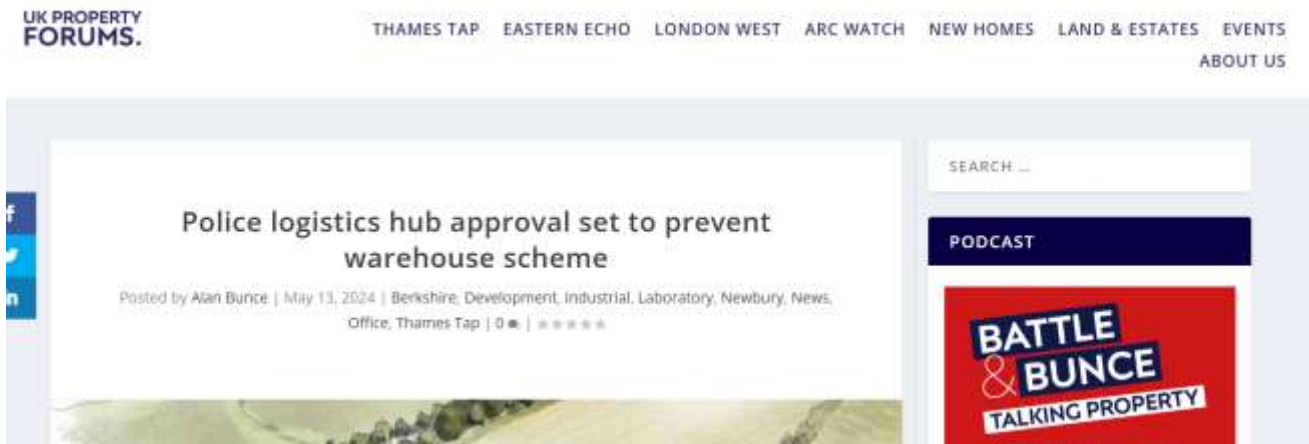 UK PROPERTY
FORUMS.
THAMES TAP EASTERN ECHO LONDON WEST ARC WATCH NEW HOMES LAND & ESTATES EVENTS
ABOUT US
SEARCH ...
Police logistics hub approval set to prevent
warehouse scheme
Posted by Alan Bunce | May 13, 2024 | Berkshire, Development, Industrial, Laboratory, Newbury, News,
Office, Thames Tap | 0 |
PODCAST
BATTLE
& BUNCE
TALKING PROPERTY